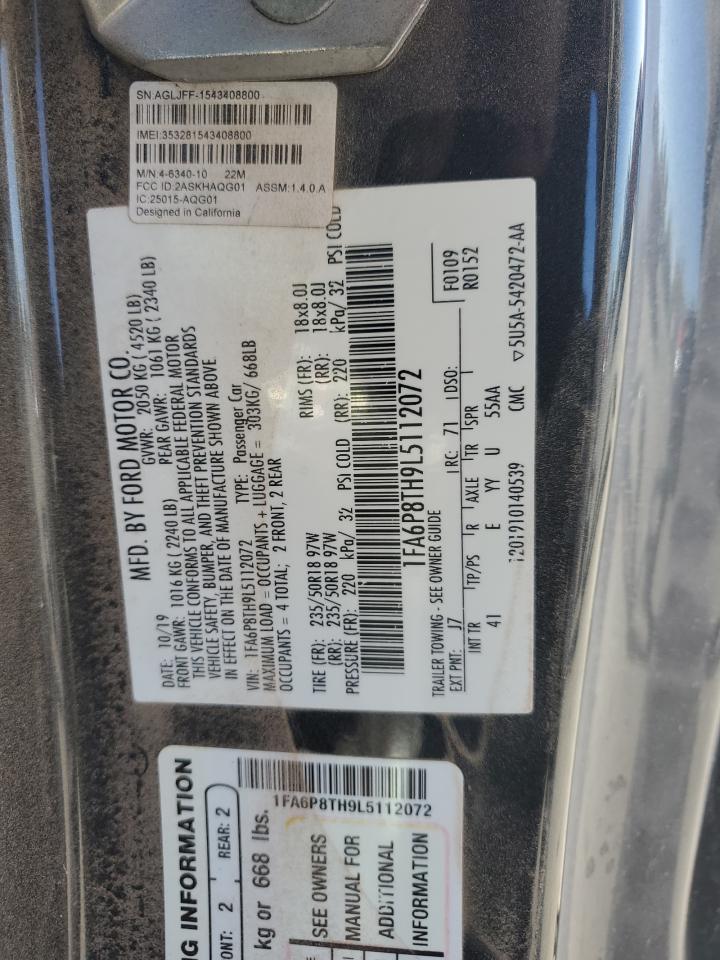 SN:AGLJFF-1543408800
IMEI:353281543408800
M/N:4-6340-10 22M
FCC ID:2ASKHAQG01 ASSM:1.4.0.A
IC:25015-AQG01
Designed in California
MFD. BY FORD MOTOR CO.
DATE: 10/19 GVWR: 2050 KG ( 4520 LB)
FRONT GAWR: 1016 KG ( 2240LB) REAR GAWR: 1061 KG ( 2340 LB)
THIS VEHICLE CONFORMS TO ALL APPLICABLE FEDERAL MOTOR
VEHICLE SAFETY, BUMPER, AND THEFT PREVENTION STANDARDS
IN EFFECT ON THE DATE OF MANUFACTURE SHOWN ABOVE
VIN: 1FA6P8TH9L5112072 TYPE: Passenger Car
MAXIMUM LOAD = OCCUPANTS + LUGGAGE = 303KG/ 668LB
OCCUPANTS = 4 TOTAL; 2 FRONT, 2 REAR
TIRE (FR): 235/50R18 97W RIMS (FR): 18x8.0J
(RR): 235/50R18 97W (RR): 18x8.0J
PRESSURE (FR): 220 kPa/ 32 PSI COLD (RR): 220 kPa/ 32 PSI COLD
1FA6P8TH9L5112072
TRAILER TOWING - SEE OWNER GUIDE
F0109
R0152
EXT PNT: J7 RC: 71 DSO:
INT TR TP/PS R AXLE TR SPR
41 E YY U 55AA
1201910140539 CMC ▽5U5A-5420472-AA
NG INFORMATION
ONT: 2 REAR: 2
kg or 668 lbs.
1FA6P8TH9L5112072
SEE OWNERS
MANUAL FOR
ADDITIONAL
INFORMATION